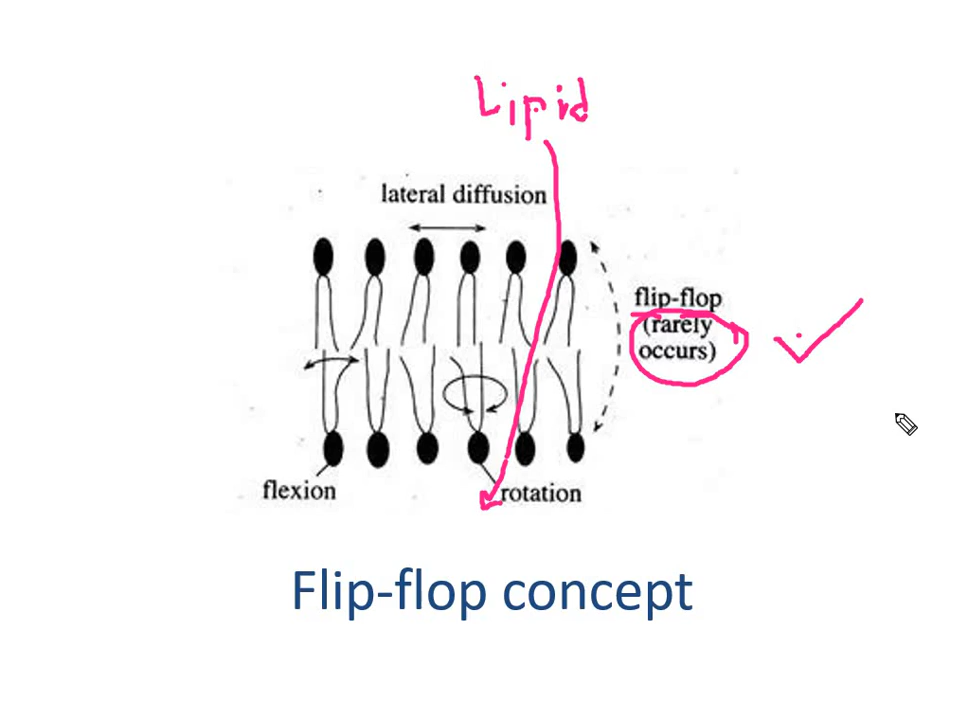 Lipid
lateral diffusion
flip-flop
(rarely
occurs)
flexion
rotation
Flip-flop concept